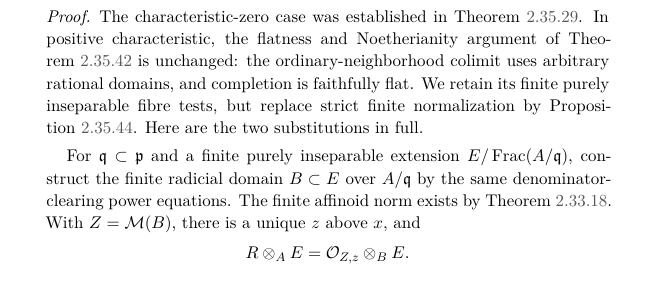 Proof. The characteristic-zero case was established in Theorem 2.35.29. In
positive characteristic, the flatness and Noetherianity argument of Theo-
rem 2.35.42 is unchanged: the ordinary-neighborhood colimit uses arbitrary
rational domains, and completion is faithfully flat. We retain its finite purely
inseparable fibre tests, but replace strict finite normalization by Proposi-
tion 2.35.44. Here are the two substitutions in full.
For 𝔮 ⊂ 𝔭 and a finite purely inseparable extension E/ Frac(A/𝔮), con-
struct the finite radicial domain B ⊂ E over A/𝔮 by the same denominator-
clearing power equations. The finite affinoid norm exists by Theorem 2.33.18.
With Z = ℳ(B), there is a unique z above x, and
R ⊗_A E = 𝒪_{Z,z} ⊗_B E.